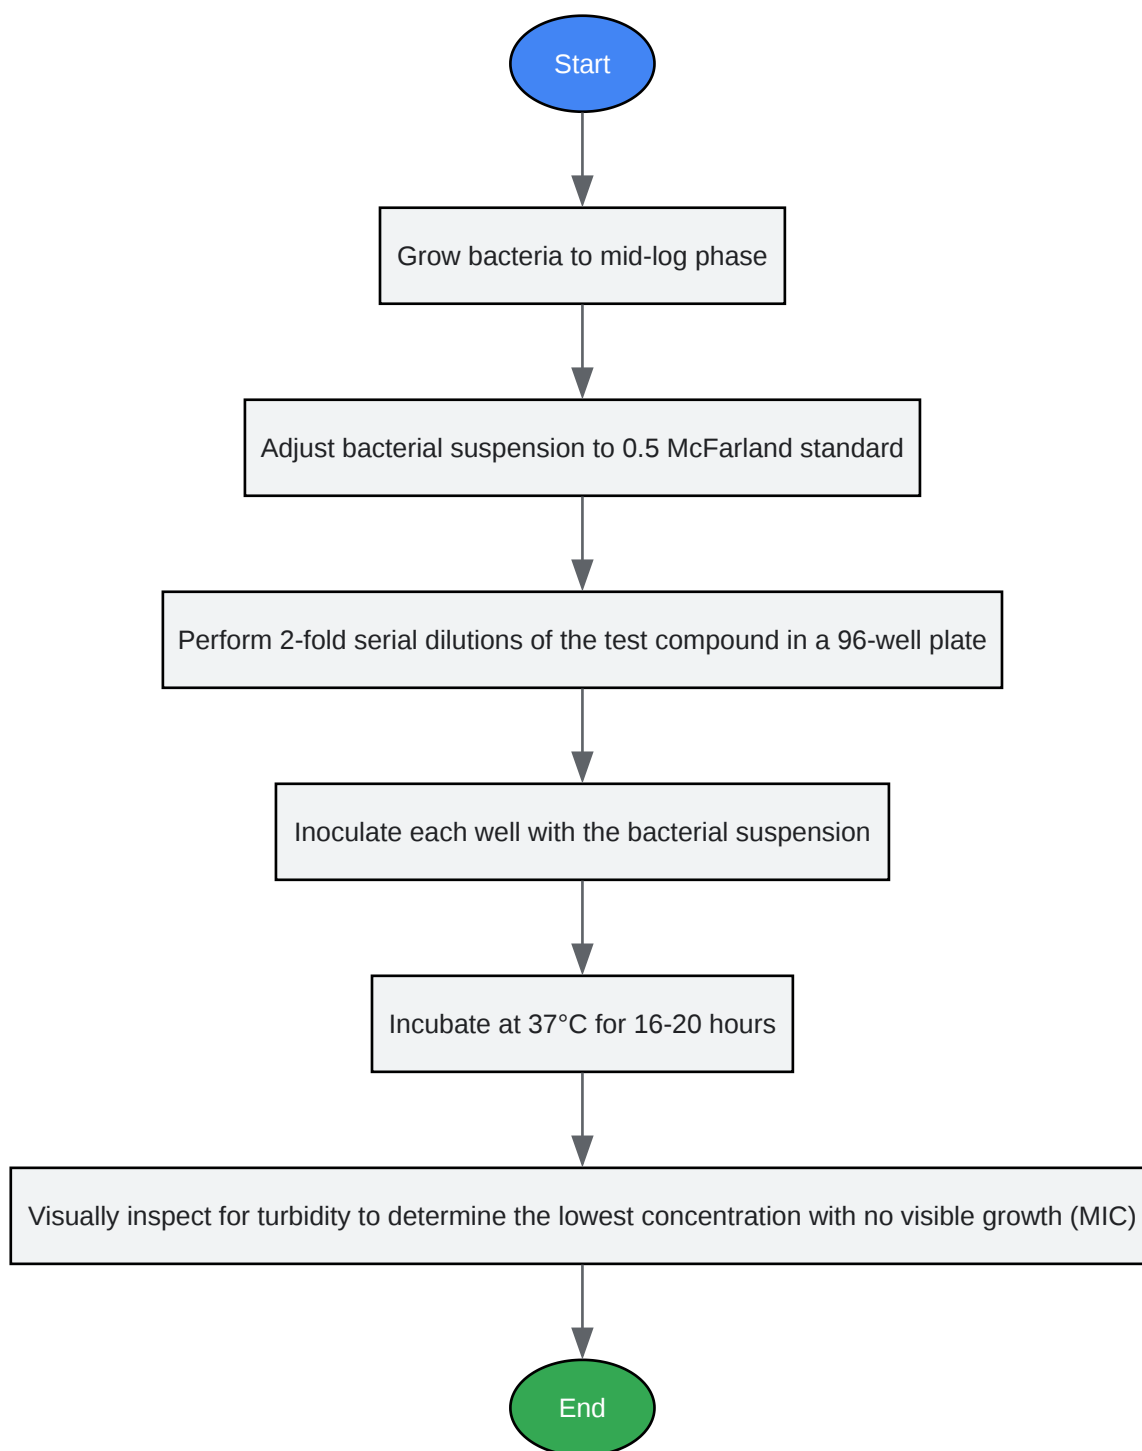 Start
Grow bacteria to mid-log phase
Adjust bacterial suspension to 0.5 McFarland standard
Perform 2-fold serial dilutions of the test compound in a 96-well plate
Inoculate each well with the bacterial suspension
Incubate at 37°C for 16-20 hours
Visually inspect for turbidity to determine the lowest concentration with no visible growth (MIC)
End